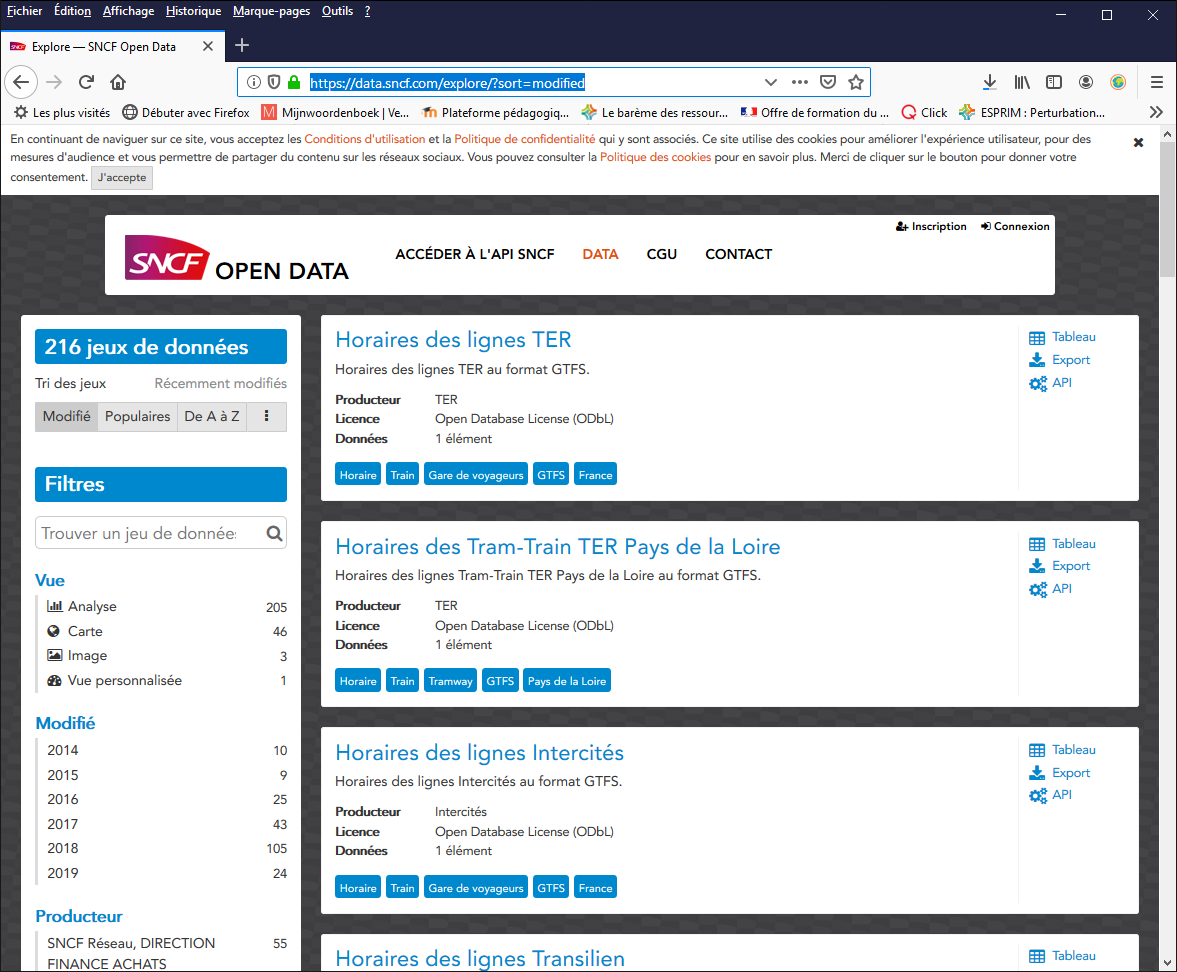 Fichier Édition Affichage Historique Marque-pages Outils ?
Explore — SNCF Open Data
https://data.sncf.com/explore/?sort=modified
Les plus visités Débuter avec Firefox Mijnwoordenboek | Ve... Plateforme pédagogiq... Le barème des ressour... Offre de formation du ... Click ESPRIM : Perturbation...
En continuant de naviguer sur ce site, vous acceptez les Conditions d'utilisation et la Politique de confidentialité qui y sont associés. Ce site utilise des cookies pour améliorer l'expérience utilisateur, pour des
mesures d'audience et vous permettre de partager du contenu sur les réseaux sociaux. Vous pouvez consulter la Politique des cookies pour en savoir plus. Merci de cliquer sur le bouton pour donner votre
consentement. J'accepte
Inscription Connexion
SNCF OPEN DATA
ACCÉDER À L'API SNCF DATA CGU CONTACT
216 jeux de données
Tri des jeux Récemment modifiés
Modifié Populaires De A à Z
Filtres
Trouver un jeu de données
Vue
Analyse 205
Carte 46
Image 3
Vue personnalisée 1
Modifié
2014 10
2015 9
2016 25
2017 43
2018 105
2019 24
Producteur
SNCF Réseau, DIRECTION 55
FINANCE ACHATS
Horaires des lignes TER
Horaires des lignes TER au format GTFS.
Producteur TER
Licence Open Database License (ODbL)
Données 1 élément
Horaire Train Gare de voyageurs GTFS France
Tableau
Export
API
Horaires des Tram-Train TER Pays de la Loire
Horaires des lignes Tram-Train TER Pays de la Loire au format GTFS.
Producteur TER
Licence Open Database License (ODbL)
Données 1 élément
Horaire Train Tramway GTFS Pays de la Loire
Tableau
Export
API
Horaires des lignes Intercités
Horaires des lignes Intercités au format GTFS.
Producteur Intercités
Licence Open Database License (ODbL)
Données 1 élément
Horaire Train Gare de voyageurs GTFS France
Tableau
Export
API
Horaires des lignes Transilien
Tableau